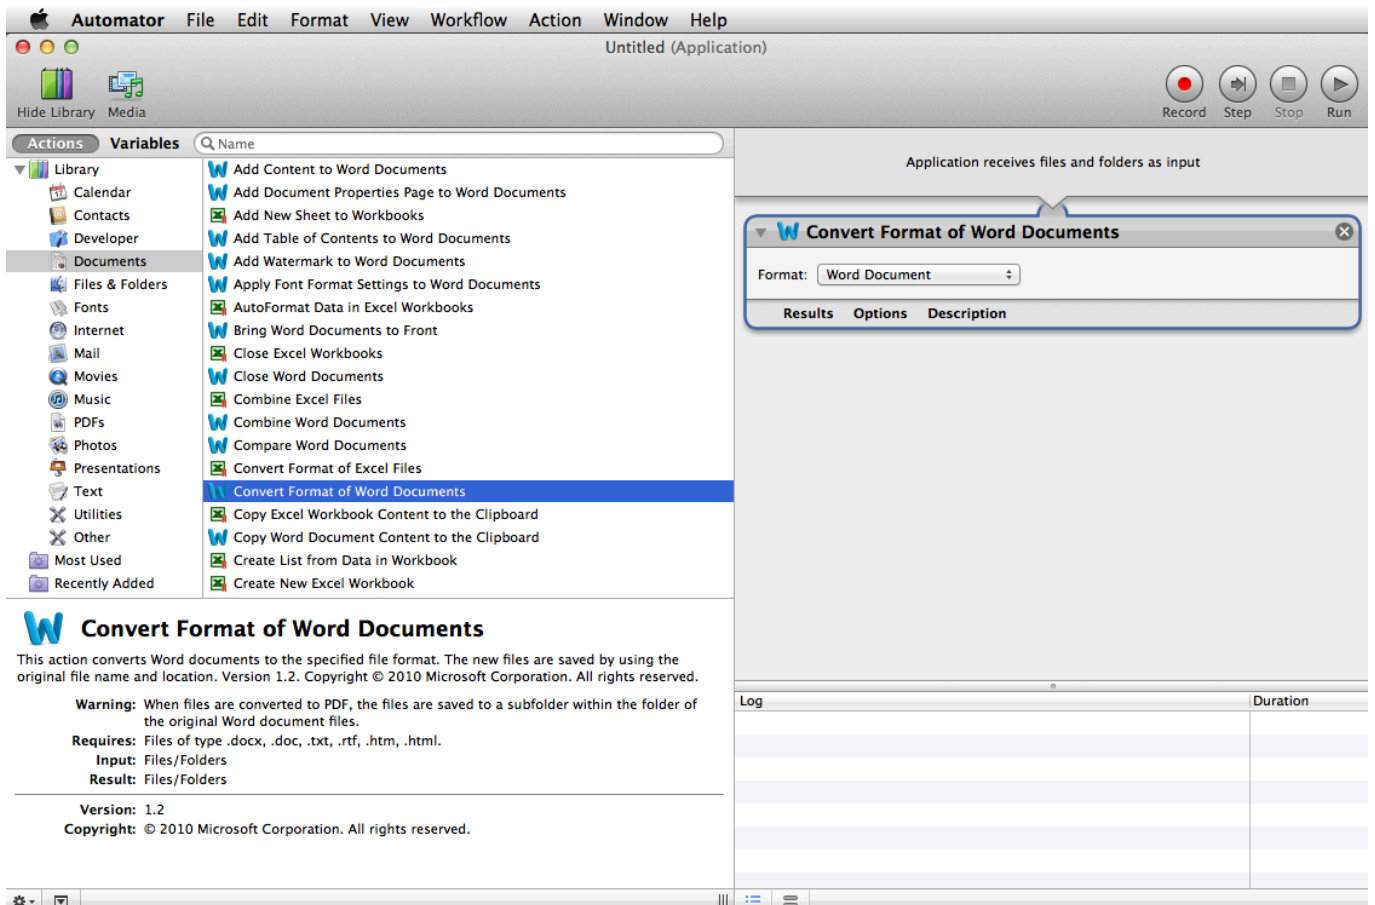 Automator File Edit Format View Workflow Action Window Help
Untitled (Application)
Hide Library Media
Record Step Stop Run
Actions Variables Name
Library
Calendar
Contacts
Developer
Documents
Files & Folders
Fonts
Internet
Mail
Movies
Music
PDFs
Photos
Presentations
Text
Utilities
Other
Most Used
Recently Added
Add Content to Word Documents
Add Document Properties Page to Word Documents
Add New Sheet to Workbooks
Add Table of Contents to Word Documents
Add Watermark to Word Documents
Apply Font Format Settings to Word Documents
AutoFormat Data in Excel Workbooks
Bring Word Documents to Front
Close Excel Workbooks
Close Word Documents
Combine Excel Files
Combine Word Documents
Compare Word Documents
Convert Format of Excel Files
Convert Format of Word Documents
Copy Excel Workbook Content to the Clipboard
Copy Word Document Content to the Clipboard
Create List from Data in Workbook
Create New Excel Workbook
Convert Format of Word Documents
This action converts Word documents to the specified file format. The new files are saved by using the
original file name and location. Version 1.2. Copyright © 2010 Microsoft Corporation. All rights reserved.
Warning: When files are converted to PDF, the files are saved to a subfolder within the folder of
the original Word document files.
Requires: Files of type .docx, .doc, .txt, .rtf, .htm, .html.
Input: Files/Folders
Result: Files/Folders
Version: 1.2
Copyright: © 2010 Microsoft Corporation. All rights reserved.
Application receives files and folders as input
Convert Format of Word Documents
Format: Word Document
Results Options Description
Log Duration